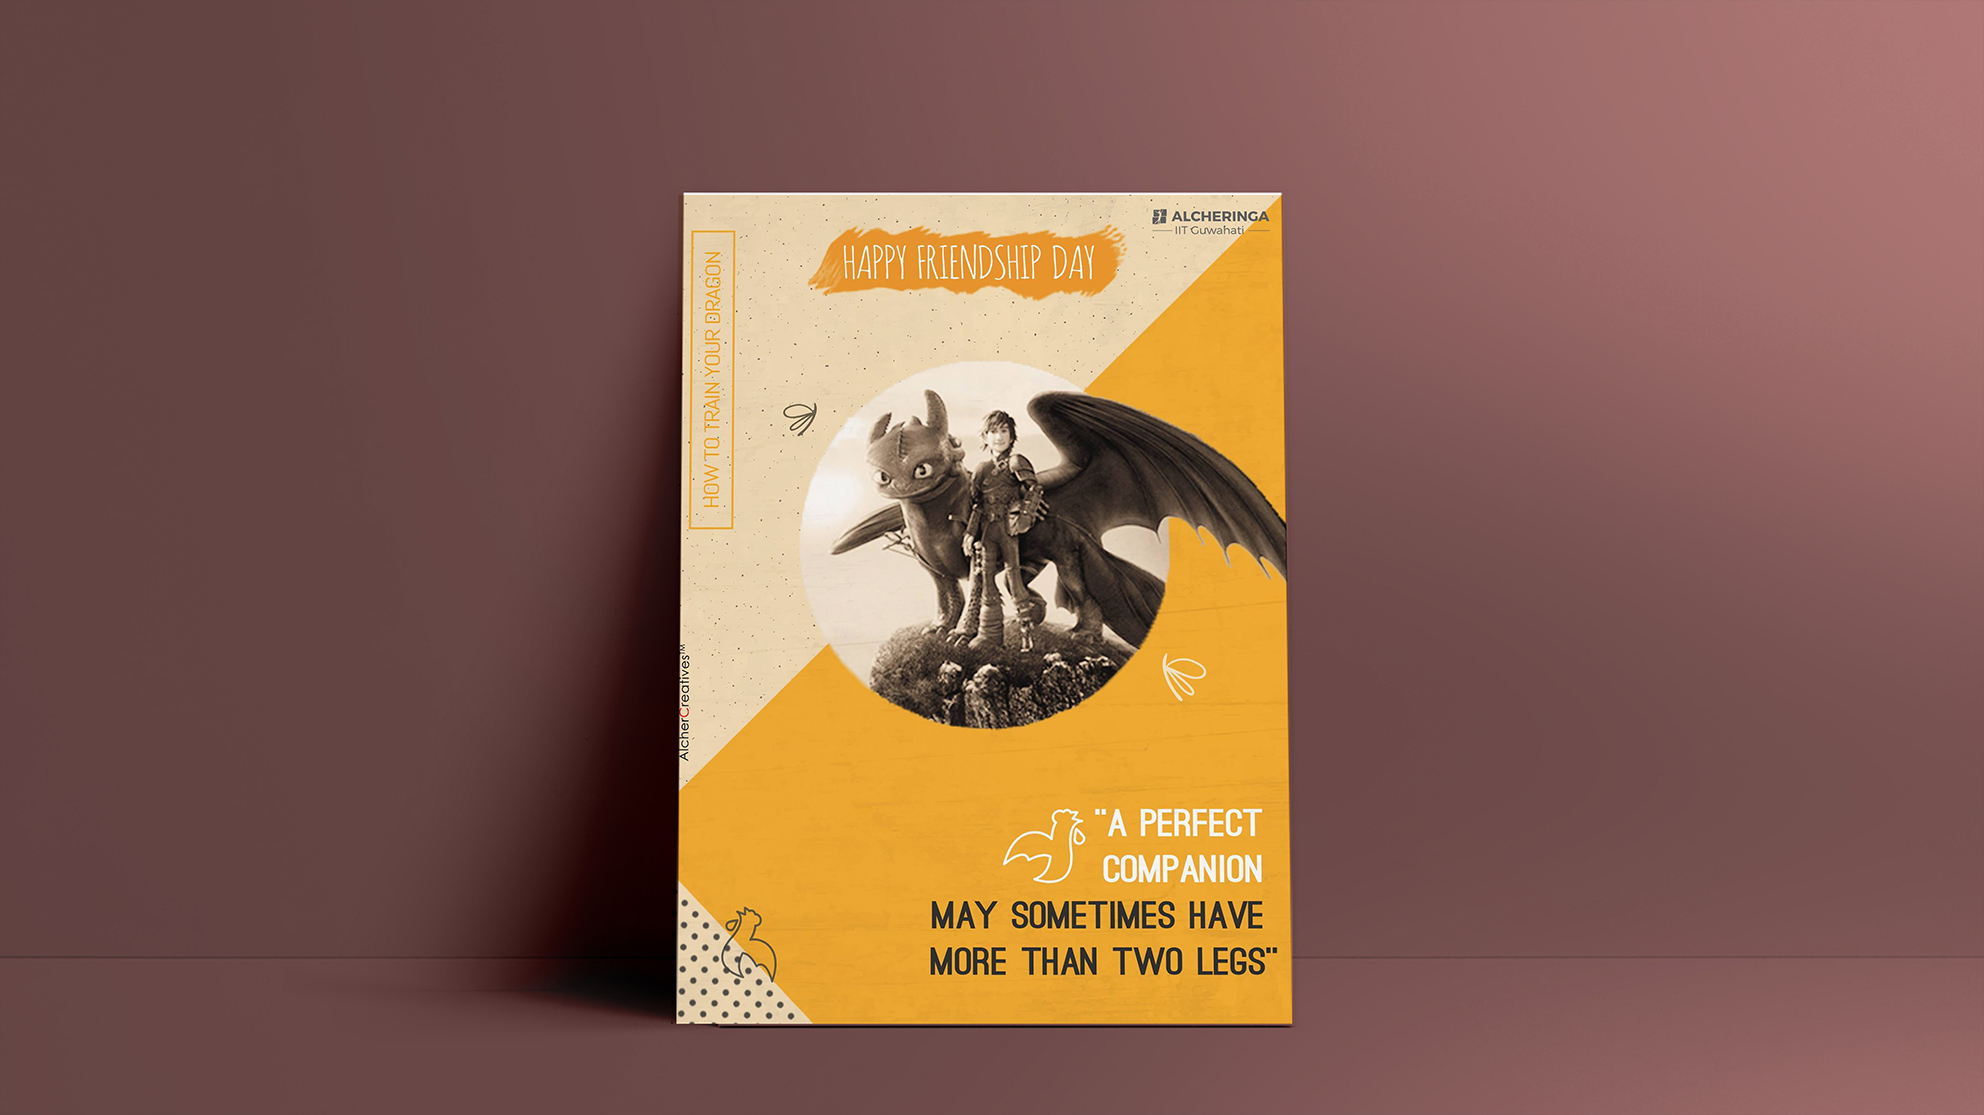 ALCHERINGA
IIT Guwahati
HAPPY FRIENDSHIP DAY
HOW TO TRAIN YOUR DRAGON
AlcherCreatives™
"A PERFECT
COMPANION
MAY SOMETIMES HAVE
MORE THAN TWO LEGS"